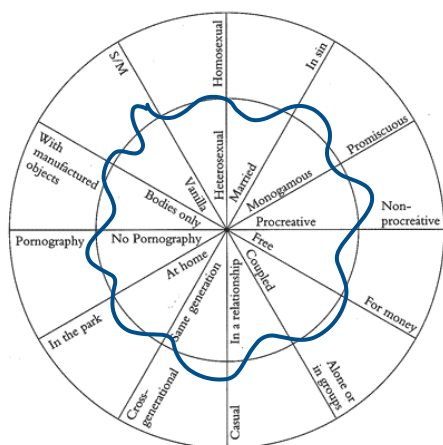 Homosexual
In sin
Promiscuous
Non-
procreative
For money
Alone or
in groups
Casual
Cross-
generational
In the park
Pornography
With
manufactured
objects
S/M
Heterosexual
Married
Monogamous
Procreative
Free
Coupled
In a relationship
Same generation
At home
No Pornography
Bodies only
Vanilla